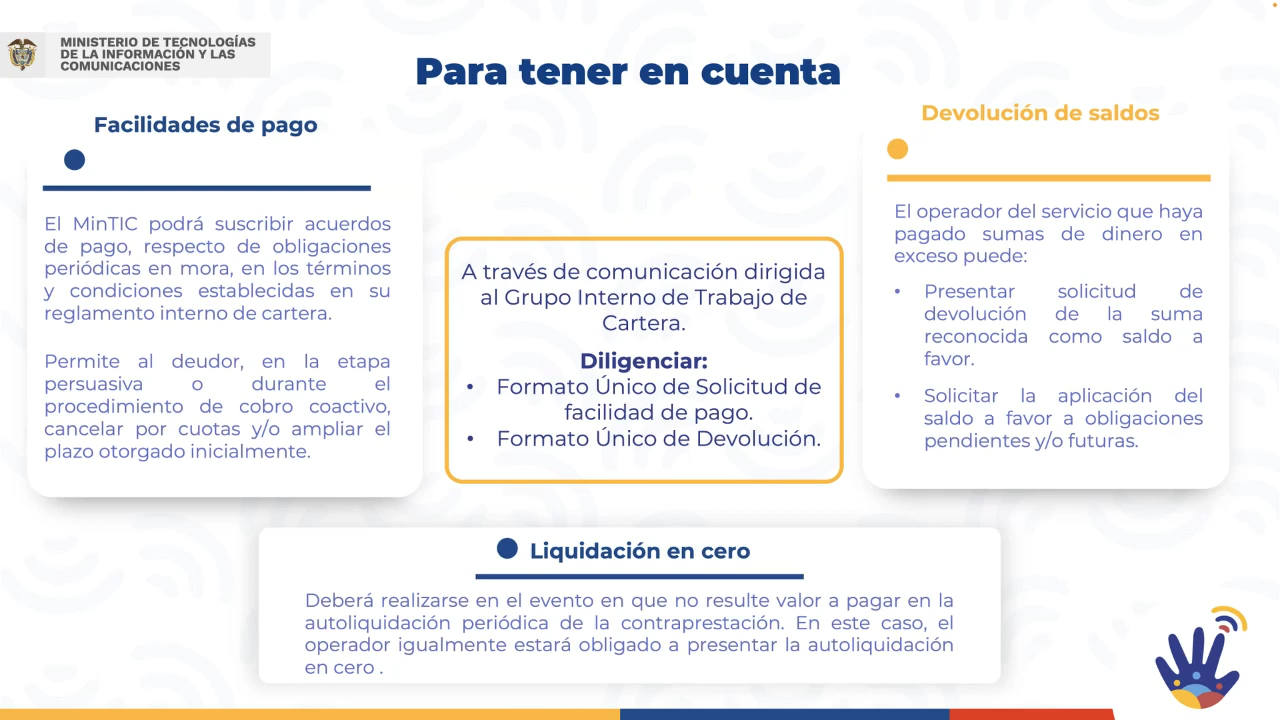 MINISTERIO DE TECNOLOGÍAS
DE LA INFORMACIÓN Y LAS
COMUNICACIONES
Para tener en cuenta
Facilidades de pago
El MinTIC podrá suscribir acuerdos
de pago, respecto de obligaciones
periódicas en mora, en los términos
y condiciones establecidas en su
reglamento interno de cartera.
Permite al deudor, en la etapa
persuasiva o durante el
procedimiento de cobro coactivo,
cancelar por cuotas y/o ampliar el
plazo otorgado inicialmente.
A través de comunicación dirigida
al Grupo Interno de Trabajo de
Cartera.
Diligenciar:
• Formato Único de Solicitud de
facilidad de pago.
• Formato Único de Devolución.
Devolución de saldos
El operador del servicio que haya
pagado sumas de dinero en
exceso puede:
• Presentar solicitud de
devolución de la suma
reconocida como saldo a
favor.
• Solicitar la aplicación del
saldo a favor a obligaciones
pendientes y/o futuras.
Liquidación en cero
Deberá realizarse en el evento en que no resulte valor a pagar en la
autoliquidación periódica de la contraprestación. En este caso, el
operador igualmente estará obligado a presentar la autoliquidación
en cero .